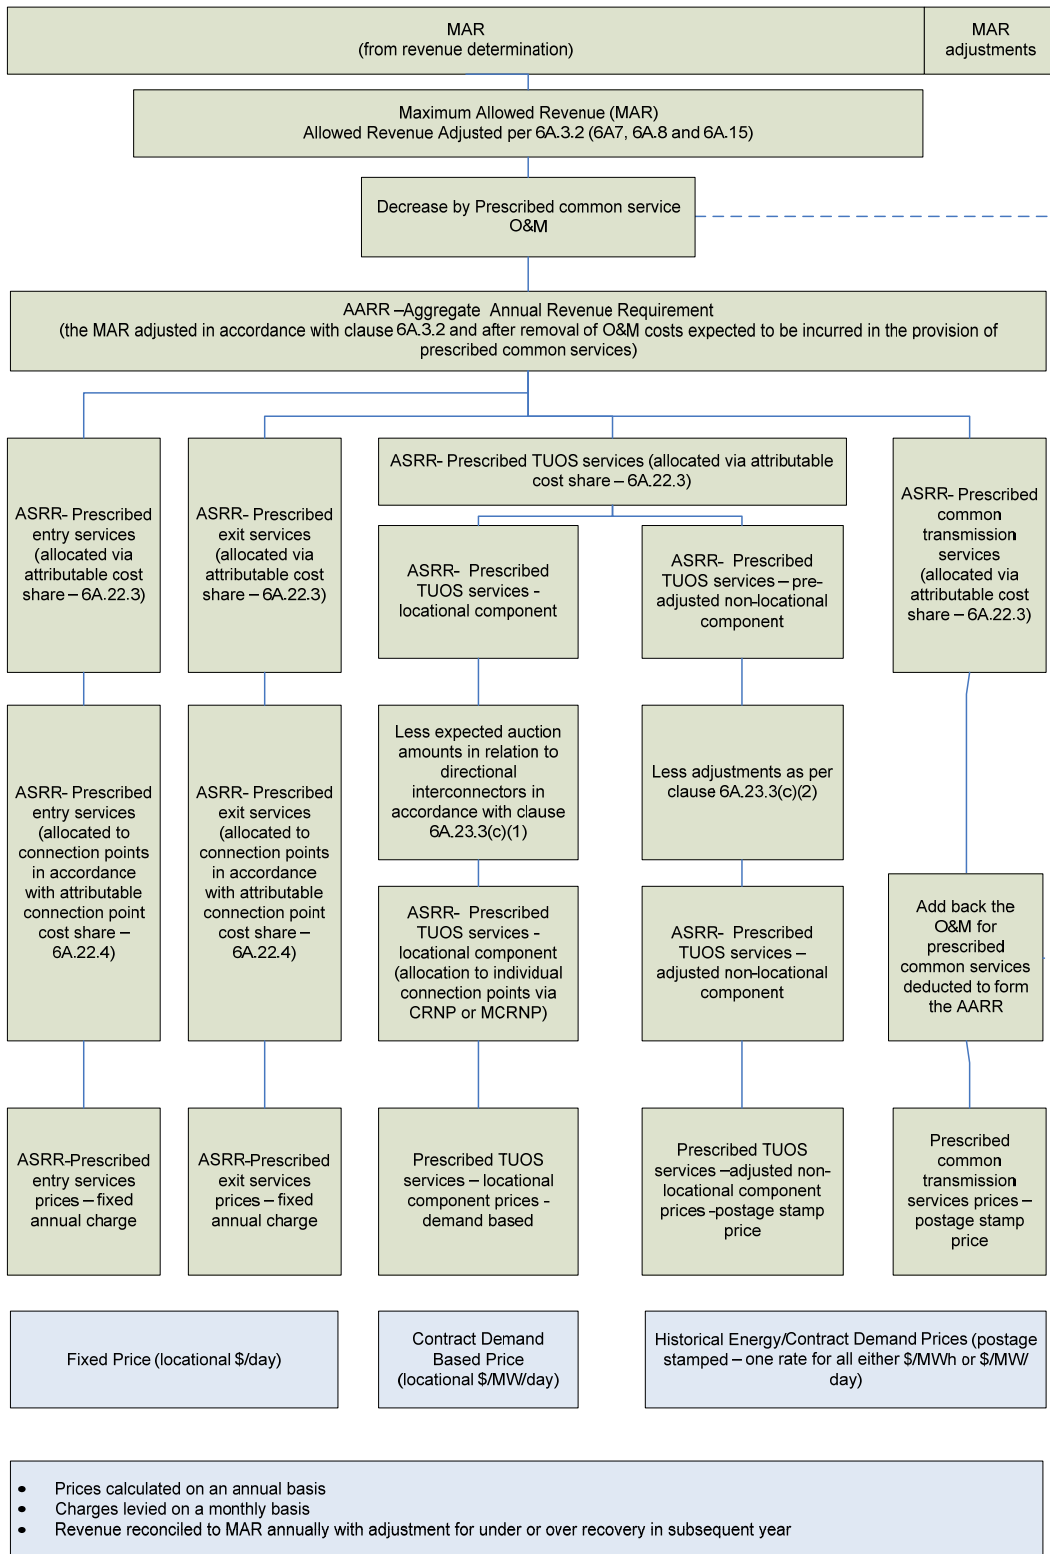 MAR
(from revenue determination)
MAR
adjustments
Maximum Allowed Revenue (MAR)
Allowed Revenue Adjusted per 6A.3.2 (6A7, 6A.8 and 6A.15)
Decrease by Prescribed common service
O&M
AARR –Aggregate Annual Revenue Requirement
(the MAR adjusted in accordance with clause 6A.3.2 and after removal of O&M costs expected to be incurred in the provision of
prescribed common services)
ASRR- Prescribed
entry services
(allocated via
attributable cost
share – 6A.22.3)
ASRR- Prescribed
exit services
(allocated via
attributable cost
share – 6A.22.3)
ASRR- Prescribed TUOS services (allocated via attributable
cost share – 6A.22.3)
ASRR- Prescribed
TUOS services -
locational component
ASRR- Prescribed
TUOS services – pre-
adjusted non-locational
component
ASRR- Prescribed
common
transmission
services
(allocated via
attributable cost
share – 6A.22.3)
ASRR- Prescribed
entry services
(allocated to
connection points
in accordance
with attributable
connection point
cost share –
6A.22.4)
ASRR- Prescribed
exit services
(allocated to
connection points
in accordance
with attributable
connection point
cost share –
6A.22.4)
Less expected auction
amounts in relation to
directional
interconnectors in
accordance with clause
6A.23.3(c)(1)
Less adjustments as per
clause 6A.23.3(c)(2)
ASRR- Prescribed
TUOS services -
locational component
(allocation to individual
connection points via
CRNP or MCRNP)
ASRR- Prescribed
TUOS services –
adjusted non-locational
component
Add back the
O&M for
prescribed
common services
deducted to form
the AARR
ASRR-Prescribed
entry services
prices – fixed
annual charge
ASRR-Prescribed
exit services
prices – fixed
annual charge
Prescribed TUOS
services – locational
component prices -
demand based
Prescribed TUOS
services –adjusted non-
locational component
prices -postage stamp
price
Prescribed
common
transmission
services prices –
postage stamp
price
Fixed Price (locational $/day)
Contract Demand
Based Price
(locational $/MW/day)
Historical Energy/Contract Demand Prices (postage
stamped – one rate for all either $/MWh or $/MW/
day)
• Prices calculated on an annual basis
• Charges levied on a monthly basis
• Revenue reconciled to MAR annually with adjustment for under or over recovery in subsequent year